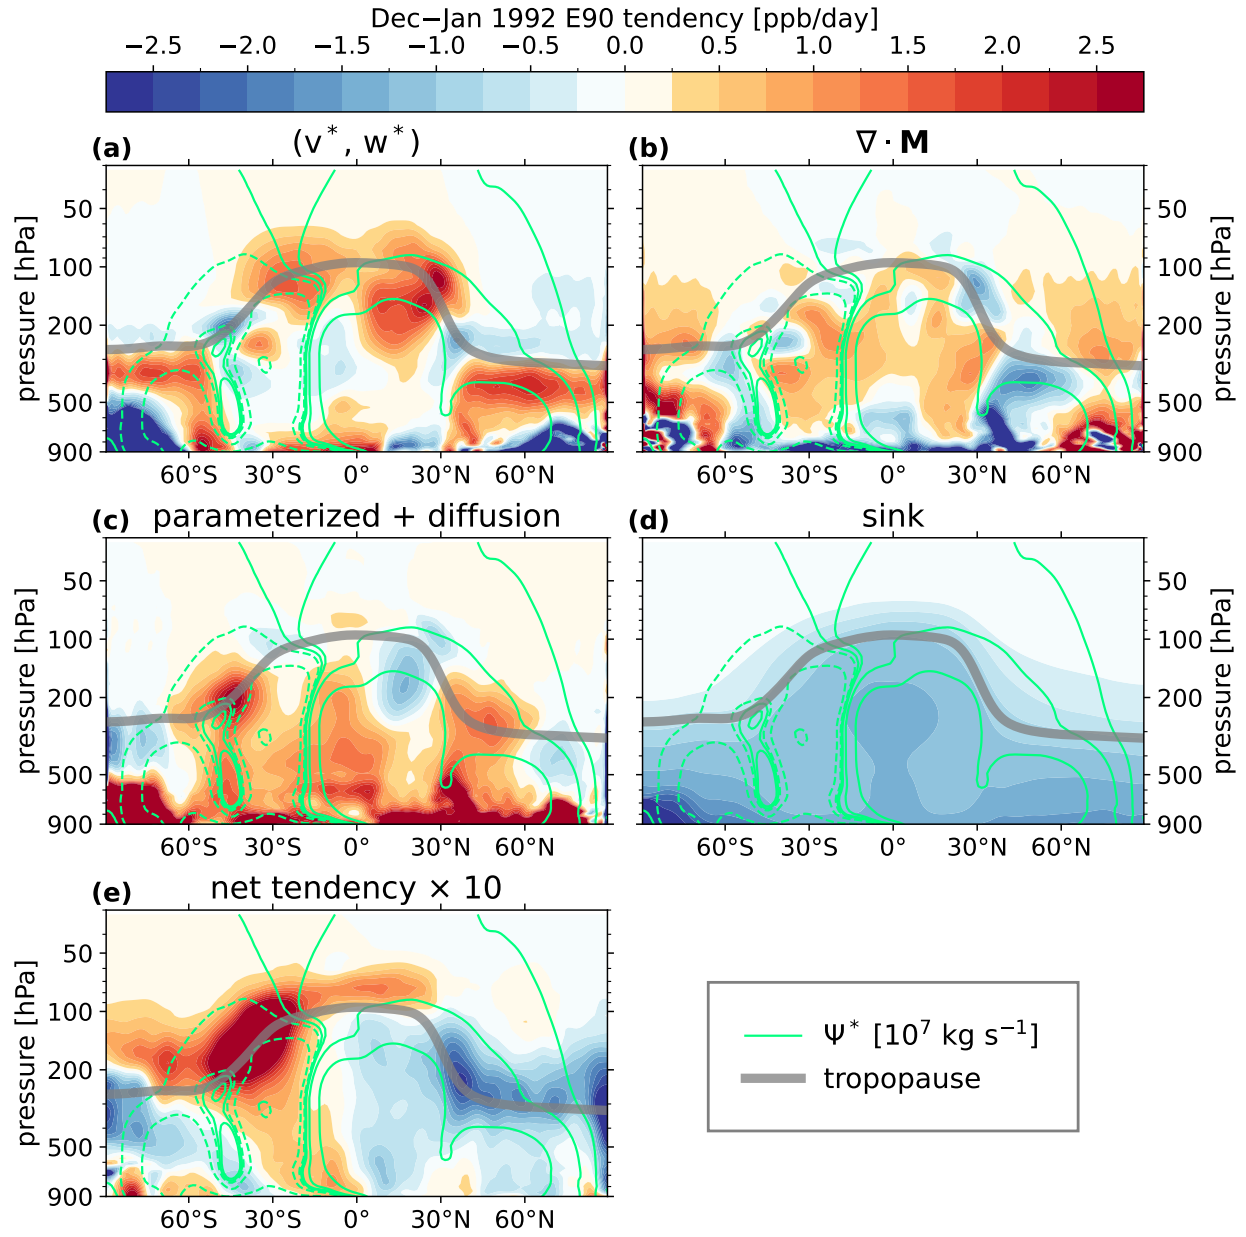 Dec−Jan 1992 E90 tendency [ppb/day]
−2.5 −2.0 −1.5 −1.0 −0.5 0.0 0.5 1.0 1.5 2.0 2.5
(a) (v*, w*)
(b) ∇ · M
pressure [hPa]
50
100
200
500
900
60°S 30°S 0° 30°N 60°N
50
100
200
500
900
pressure [hPa]
60°S 30°S 0° 30°N 60°N
(c) parameterized + diffusion
(d) sink
pressure [hPa]
50
100
200
500
900
60°S 30°S 0° 30°N 60°N
50
100
200
500
900
pressure [hPa]
60°S 30°S 0° 30°N 60°N
(e) net tendency × 10
pressure [hPa]
50
100
200
500
900
60°S 30°S 0° 30°N 60°N
Ψ* [10⁷ kg s⁻¹]
tropopause